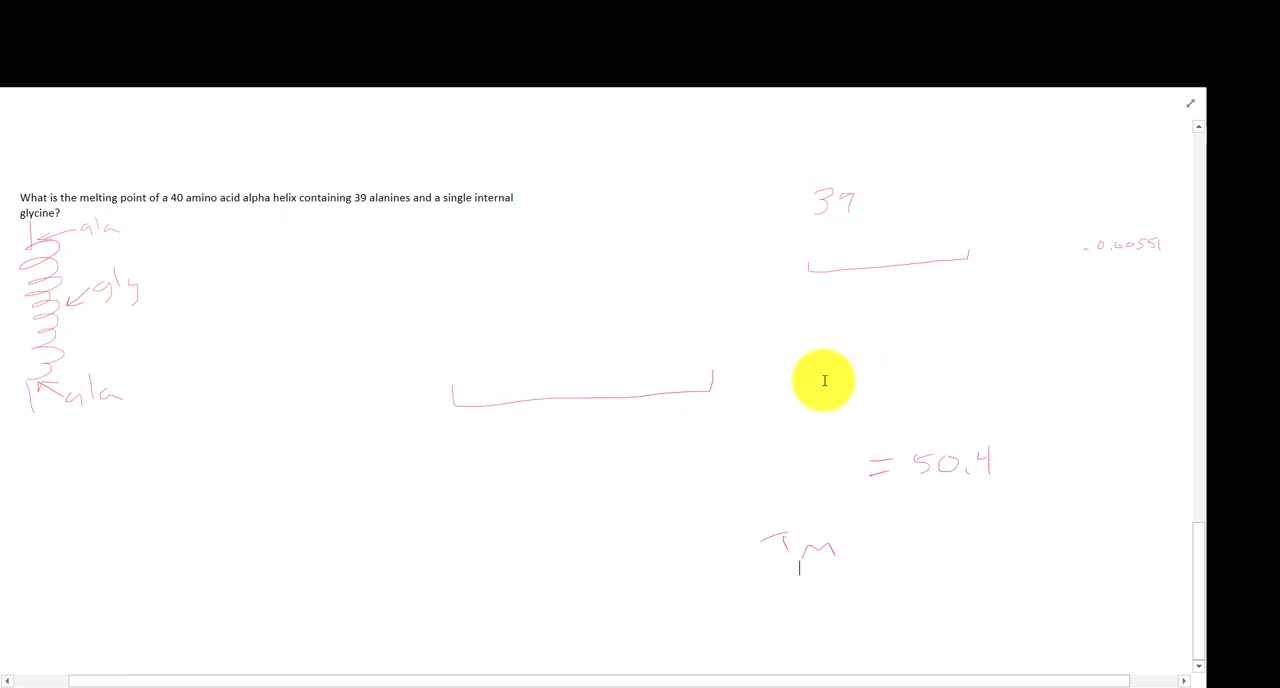 What is the melting point of a 40 amino acid alpha helix containing 39 alanines and a single internal
glycine?
39
ala
-0.00551
gly
ala
= 50.4
TM